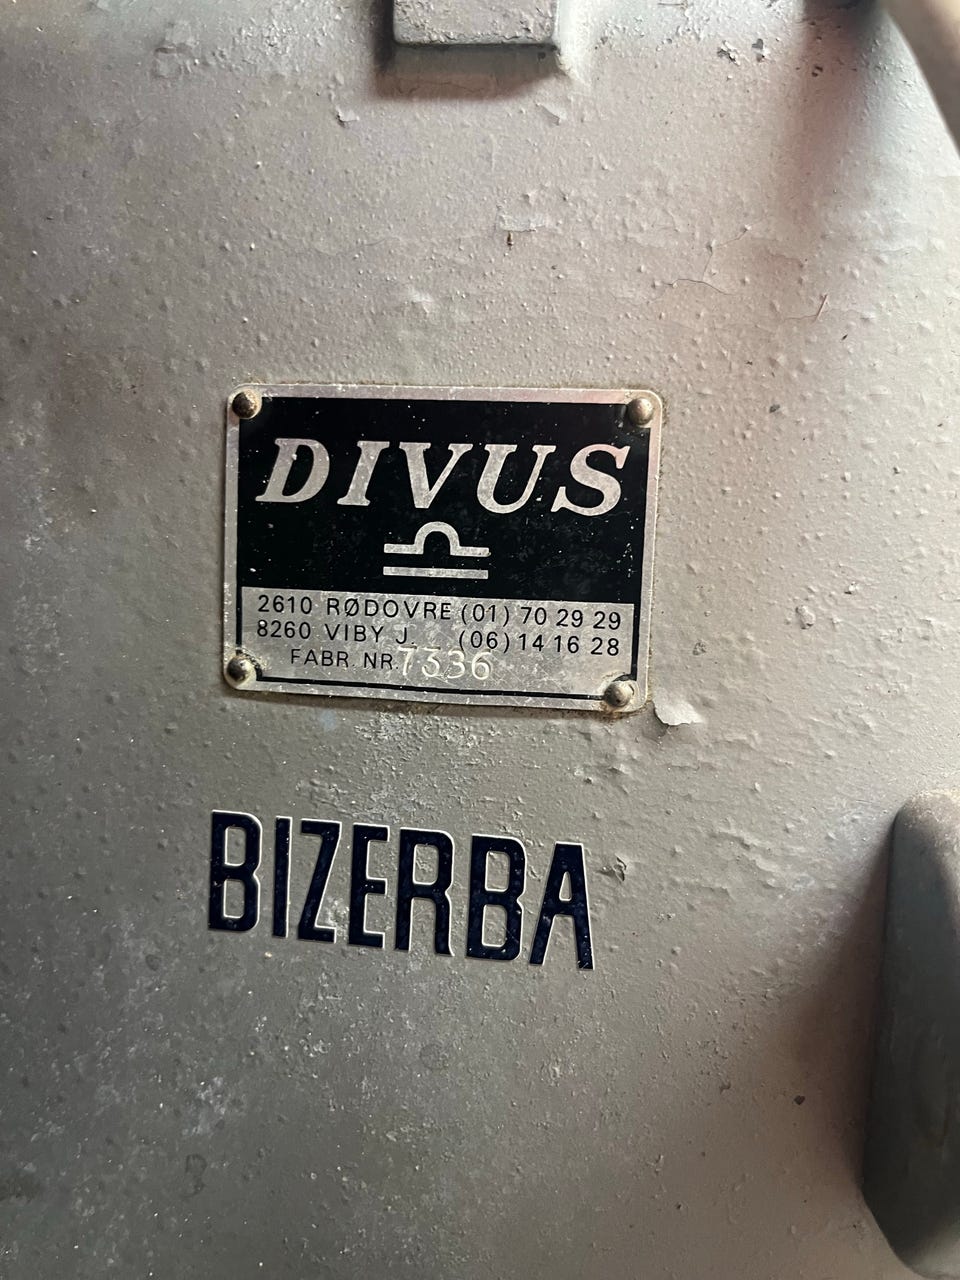 DIVUS
2610 RØDOVRE (01) 70 29 29
8260 VIBY J. (06) 14 16 28
FABR. NR. 7336
BIZERBA